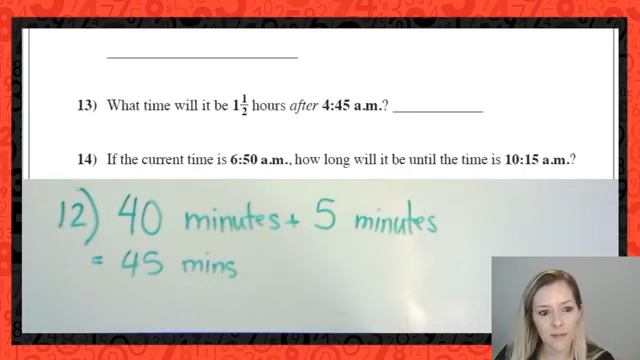 13) What time will it be 1 1/2 hours after 4:45 a.m.? ____________
14) If the current time is 6:50 a.m., how long will it be until the time is 10:15 a.m.?
12) 40 minutes + 5 minutes
= 45 mins